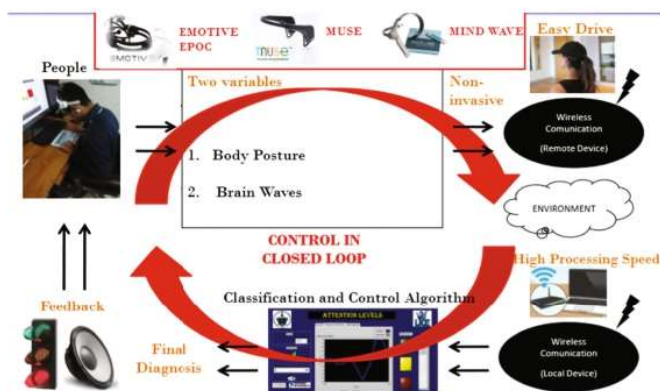 EMOTIVE
EPOC
EMOTIV
MUSE
muse
MIND WAVE
Easy Drive
People
Two variables
Non-
invasive
Wireless
Comunication
(Remote Device)
1. Body Posture
2. Brain Waves
ENVIRONMENT
CONTROL IN
CLOSED LOOP
High Processing Speed
Classification and Control Algorithm
ATTENTION LEVELS
Feedback
Final
Diagnosis
Wireless
Comunication
(Local Device)